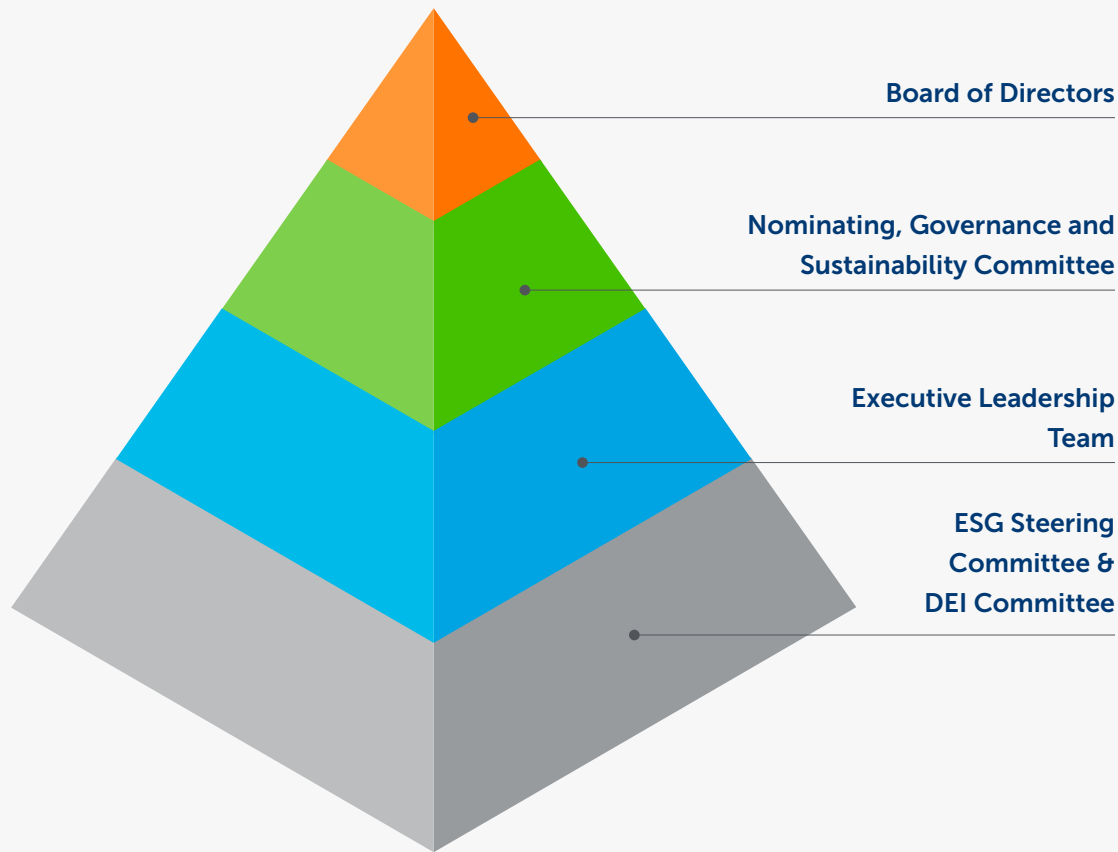 Board of Directors
Nominating, Governance and
Sustainability Committee
Executive Leadership
Team
ESG Steering
Committee &
DEI Committee